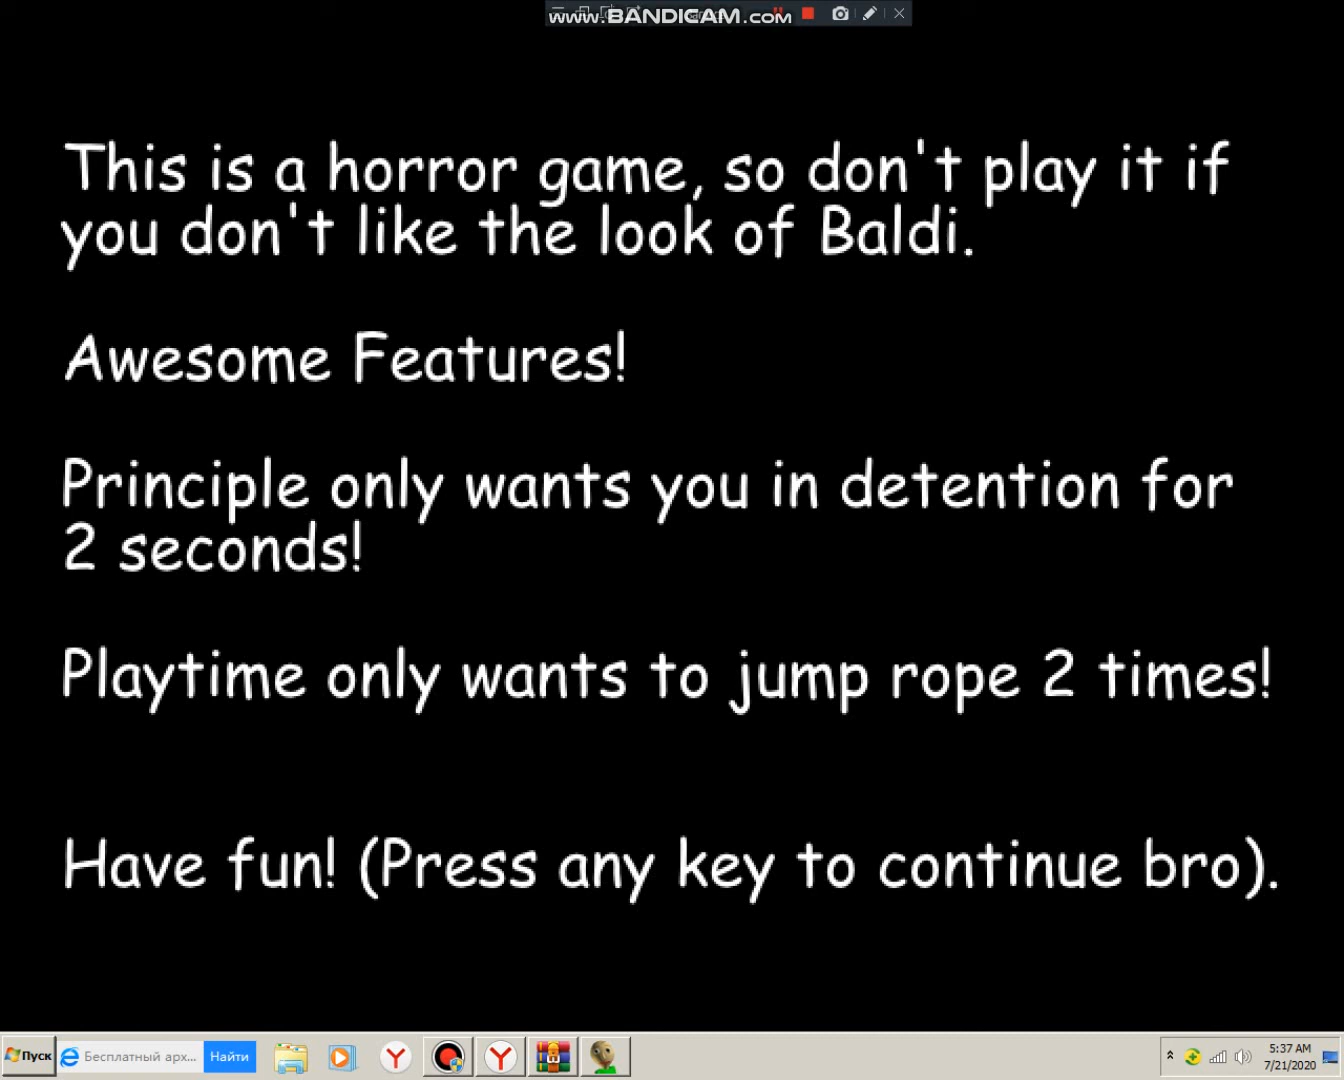 www.BANDICAM.com
This is a horror game, so don't play it if
you don't like the look of Baldi.
Awesome Features!
Principle only wants you in detention for
2 seconds!
Playtime only wants to jump rope 2 times!
Have fun! (Press any key to continue bro).
Пуск
Бесплатный арх...
Найти
5:37 AM
7/21/2020